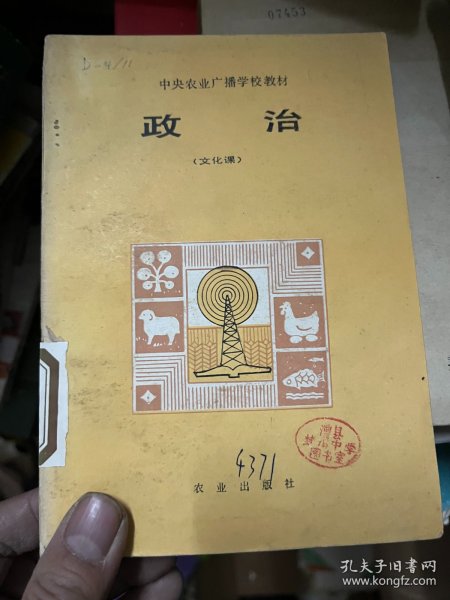 07453
中央农业广播学校教材
政治
(文化课)
4371
农业出版社
孔夫子旧书网
www.kongfz.com